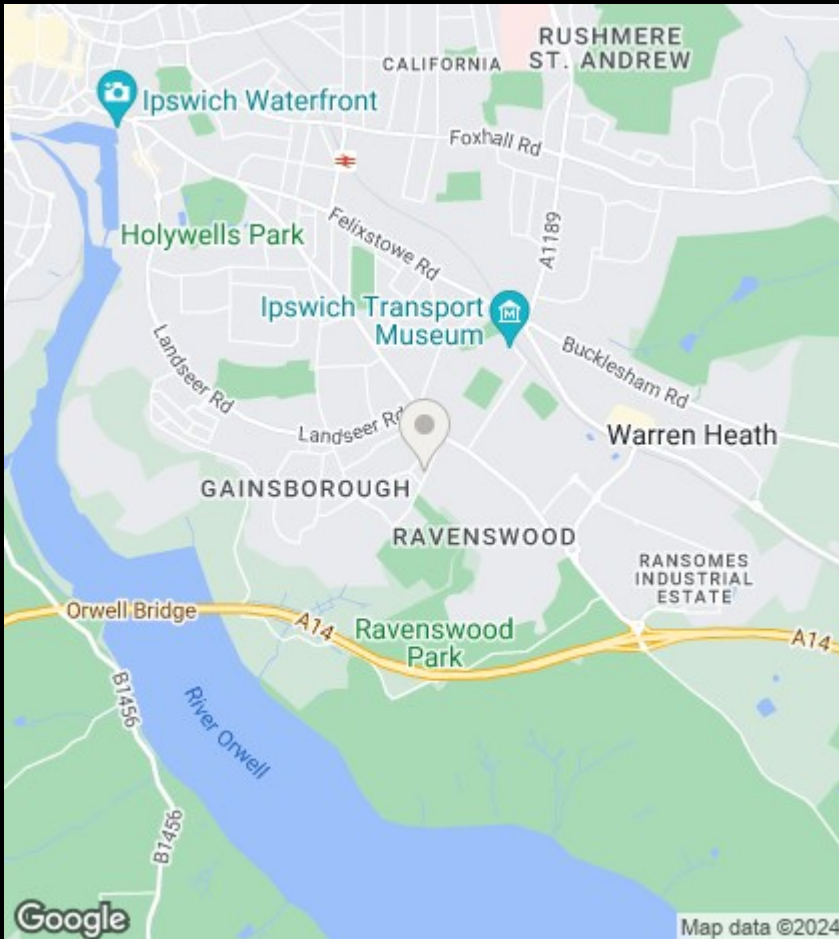 RUSHMERE
ST. ANDREW
CALIFORNIA
Ipswich Waterfront
Foxhall Rd
A1189
Holywells Park
Felixstowe Rd
Ipswich Transport
Museum
M
Bucklesham Rd
Landseer Rd
Landseer Rd
Warren Heath
GAINSBOROUGH
RAVENSWOOD
RANSOMES
INDUSTRIAL
ESTATE
Orwell Bridge
A14
Ravenswood
Park
A14
B1456
River Orwell
B1456
Google
Map data ©2024